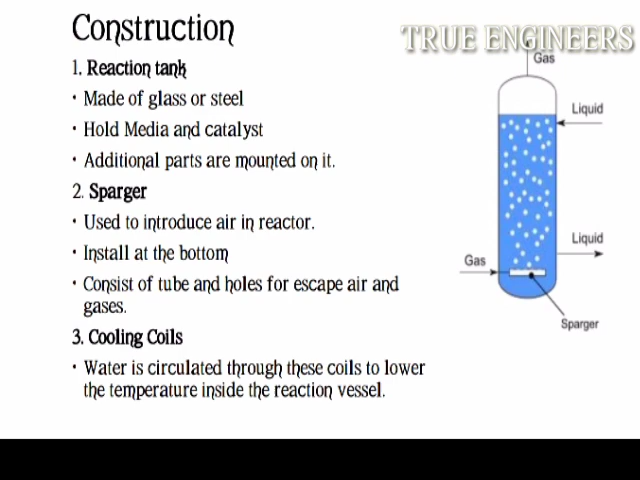 Construction
TRUE ENGINEERS
1. Reaction tank
• Made of glass or steel
• Hold Media and catalyst
• Additional parts are mounted on it.
2. Sparger
• Used to introduce air in reactor.
• Install at the bottom
• Consist of tube and holes for escape air and
gases.
3. Cooling Coils
• Water is circulated through these coils to lower
the temperature inside the reaction vessel.
Gas
Liquid
Liquid
Gas
Sparger